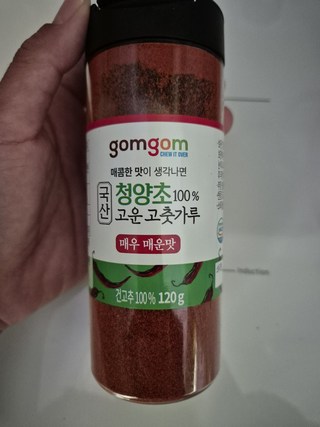 gomgom
CHEW IT OVER
매콤한 맛이 생각나면
국산
청양초100%
고운 고춧가루
매우 매운맛
건고추 100% 120g